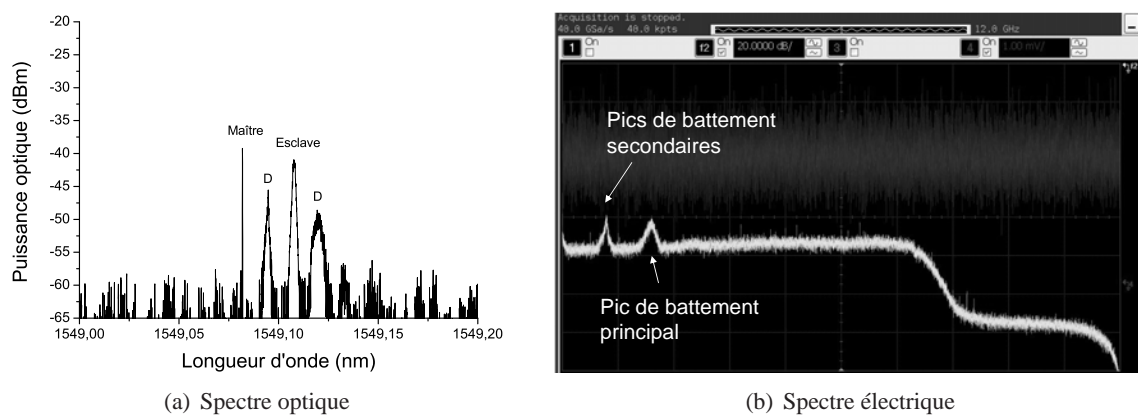 -20
-25
-30
-35
-40
-45
-50
-55
-60
-65
Puissance optique (dBm)
Maître
Esclave
D
D
1549,00
1549,05
1549,10
1549,15
1549,20
Longueur d'onde (nm)
(a) Spectre optique
Acquisition is stopped.
40.0 GSa/s 40.0 kpts
12.0 GHz
1 On
f2 On 20.0000 dB/
3 On
4 On 1.00 mV/
Pics de battement
secondaires
Pic de battement
principal
(b) Spectre électrique